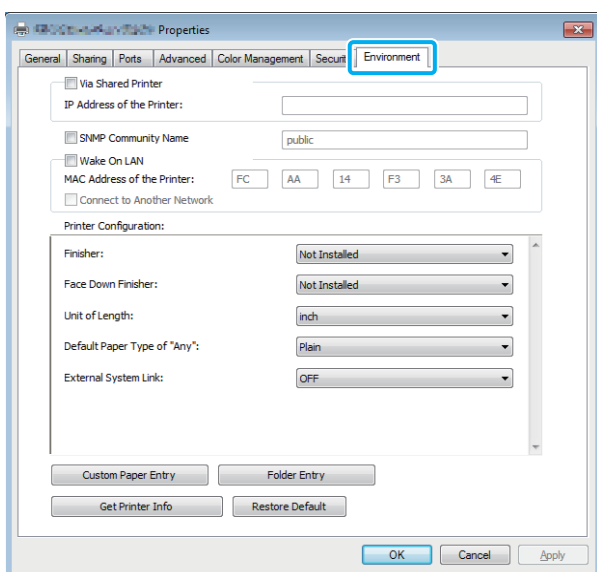 Properties
General Sharing Ports Advanced Color Management Securit Environment
Via Shared Printer
IP Address of the Printer:
SNMP Community Name public
Wake On LAN
MAC Address of the Printer: FC AA 14 F3 3A 4E
Connect to Another Network
Printer Configuration:
Finisher: Not Installed
Face Down Finisher: Not Installed
Unit of Length: inch
Default Paper Type of "Any": Plain
External System Link: OFF
Custom Paper Entry Folder Entry
Get Printer Info Restore Default
OK Cancel Apply